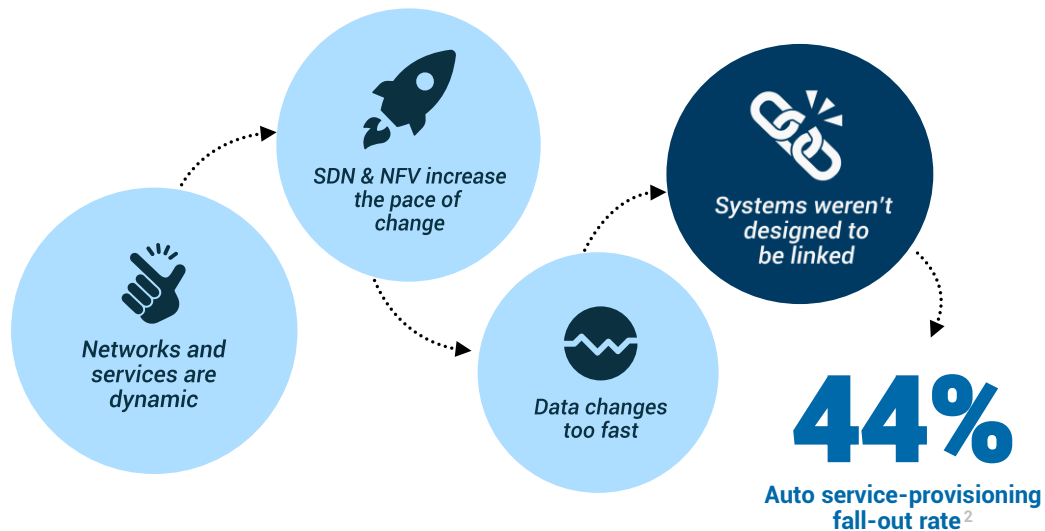 Networks and
services are
dynamic
SDN & NFV increase
the pace of
change
Data changes
too fast
Systems weren't
designed to
be linked
44%
Auto service-provisioning
fall-out rate 2